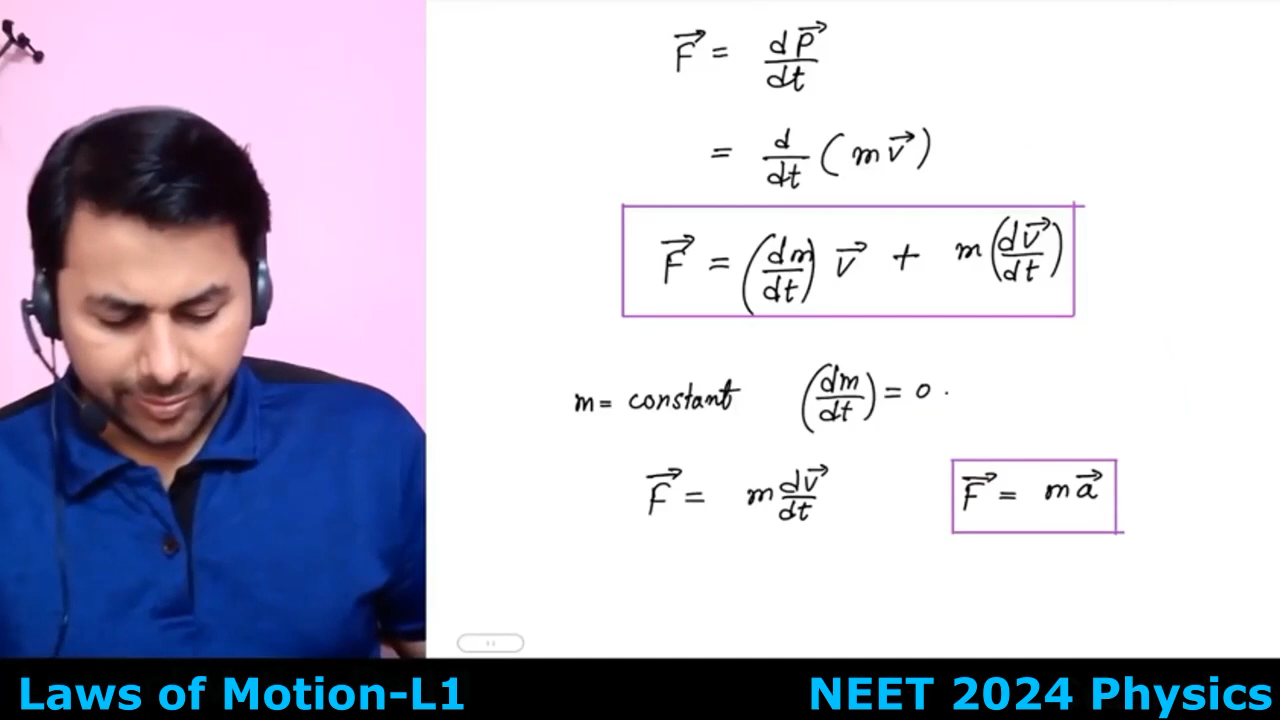 F⃗ = dP⃗/dt
= d/dt (mv⃗)
F⃗ = (dm/dt) v⃗ + m(dv⃗/dt)
m = constant (dm/dt) = 0.
F⃗ = m dv⃗/dt F⃗ = ma⃗
Laws of Motion-L1 NEET 2024 Physics